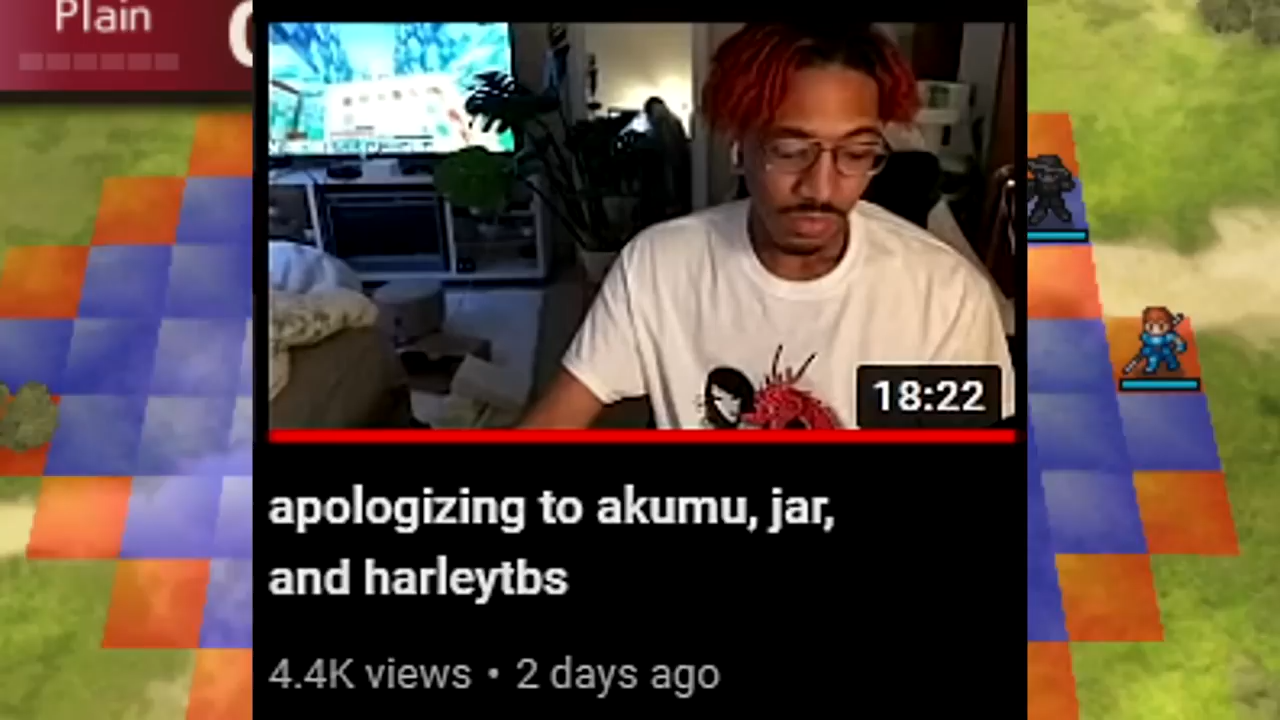 Plain
18:22
apologizing to akumu, jar,
and harleytbs
4.4K views • 2 days ago